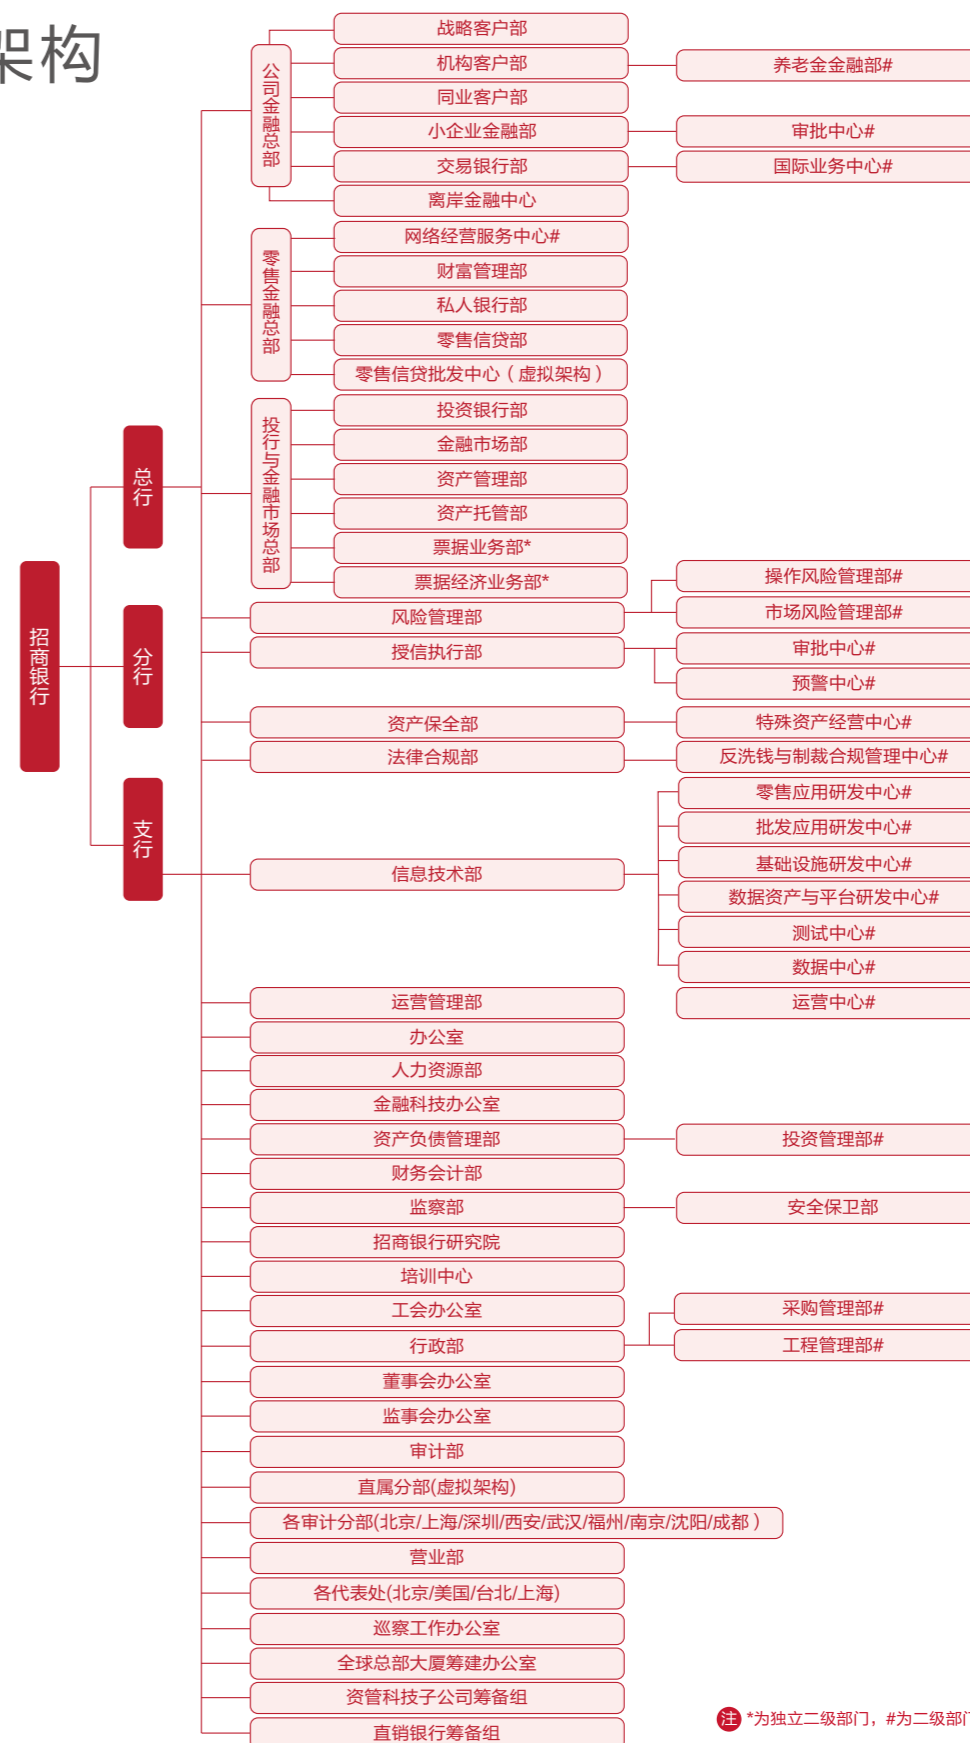 架构
招商银行
总行
分行
支行
公司金融总部
战略客户部
机构客户部
养老金金融部#
同业客户部
小企业金融部
审批中心#
交易银行部
国际业务中心#
离岸金融中心
零售金融总部
网络经营服务中心#
财富管理部
私人银行部
零售信贷部
零售信贷批发中心（虚拟架构）
投行与金融市场总部
投资银行部
金融市场部
资产管理部
资产托管部
票据业务部*
票据经济业务部*
风险管理部
操作风险管理部#
市场风险管理部#
授信执行部
审批中心#
预警中心#
资产保全部
特殊资产经营中心#
法律合规部
反洗钱与制裁合规管理中心#
信息技术部
零售应用研发中心#
批发应用研发中心#
基础设施研发中心#
数据资产与平台研发中心#
测试中心#
数据中心#
运营管理部
运营中心#
办公室
人力资源部
金融科技办公室
资产负债管理部
投资管理部#
财务会计部
监察部
安全保卫部
招商银行研究院
培训中心
工会办公室
行政部
采购管理部#
工程管理部#
董事会办公室
监事会办公室
审计部
直属分部(虚拟架构)
各审计分部(北京/上海/深圳/西安/武汉/福州/南京/沈阳/成都）
营业部
各代表处(北京/美国/台北/上海)
巡察工作办公室
全球总部大厦筹建办公室
资管科技子公司筹备组
直销银行筹备组
注 *为独立二级部门，#为二级部门